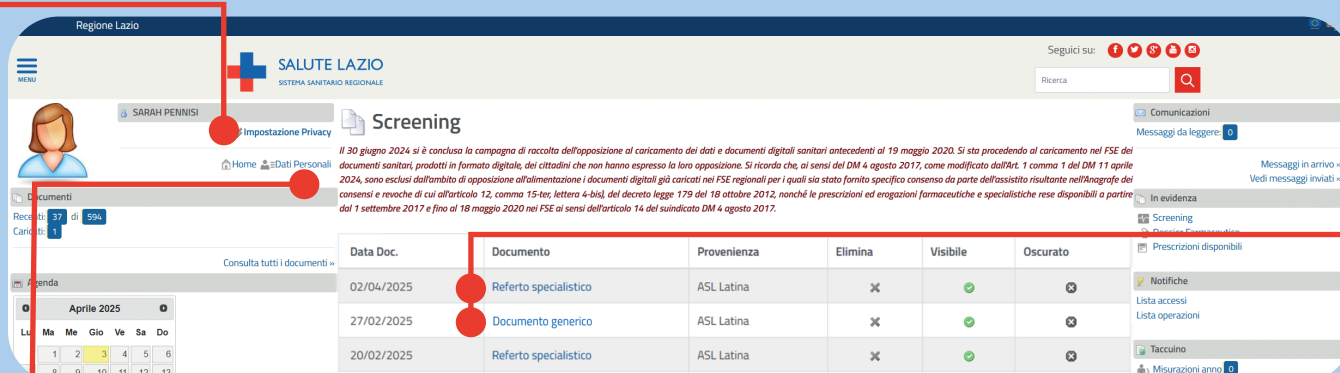 Regione Lazio
MENU
SALUTE LAZIO
SISTEMA SANITARIO REGIONALE
Seguici su:
Ricerca
SARAH PENNISI
Impostazione Privacy
Home
Dati Personali
Documenti
Recenti: 37 di 594
Caricati: 1
Consulta tutti i documenti »
Agenda
Aprile 2025
Lu Ma Me Gio Ve Sa Do
1 2 3 4 5 6
8 9 10 11 12 13
Screening
Il 30 giugno 2024 si è conclusa la campagna di raccolta dell'opposizione al caricamento dei dati e documenti digitali sanitari antecedenti al 19 maggio 2020. Si sta procedendo al caricamento nel FSE dei
documenti sanitari, prodotti in formato digitale, dei cittadini che non hanno espresso la loro opposizione. Si ricorda che, ai sensi del DM 4 agosto 2017, come modificato dall'Art. 1 comma 1 del DM 11 aprile
2024, sono esclusi dall'ambito di opposizione all'alimentazione i documenti digitali già caricati nei FSE regionali per i quali sia stato fornito specifico consenso da parte dell'assistito risultante nell'Anagrafe dei
consensi e revoche di cui all'articolo 12, comma 15-ter, lettera 4-bis), del decreto legge 179 del 18 ottobre 2012, nonché le prescrizioni ed erogazioni farmaceutiche e specialistiche rese disponibili a partire
dal 1 settembre 2017 e fino al 18 maggio 2020 nei FSE ai sensi dell'articolo 14 del suindicato DM 4 agosto 2017.
Data Doc. Documento Provenienza Elimina Visibile Oscurato
02/04/2025 Referto specialistico ASL Latina
27/02/2025 Documento generico ASL Latina
20/02/2025 Referto specialistico ASL Latina
Comunicazioni
Messaggi da leggere: 0
Messaggi in arrivo »
Vedi messaggi inviati »
In evidenza
Screening
Dossier Farmaceutico
Prescrizioni disponibili
Notifiche
Lista accessi
Lista operazioni
Taccuino
Misurazioni anno 0